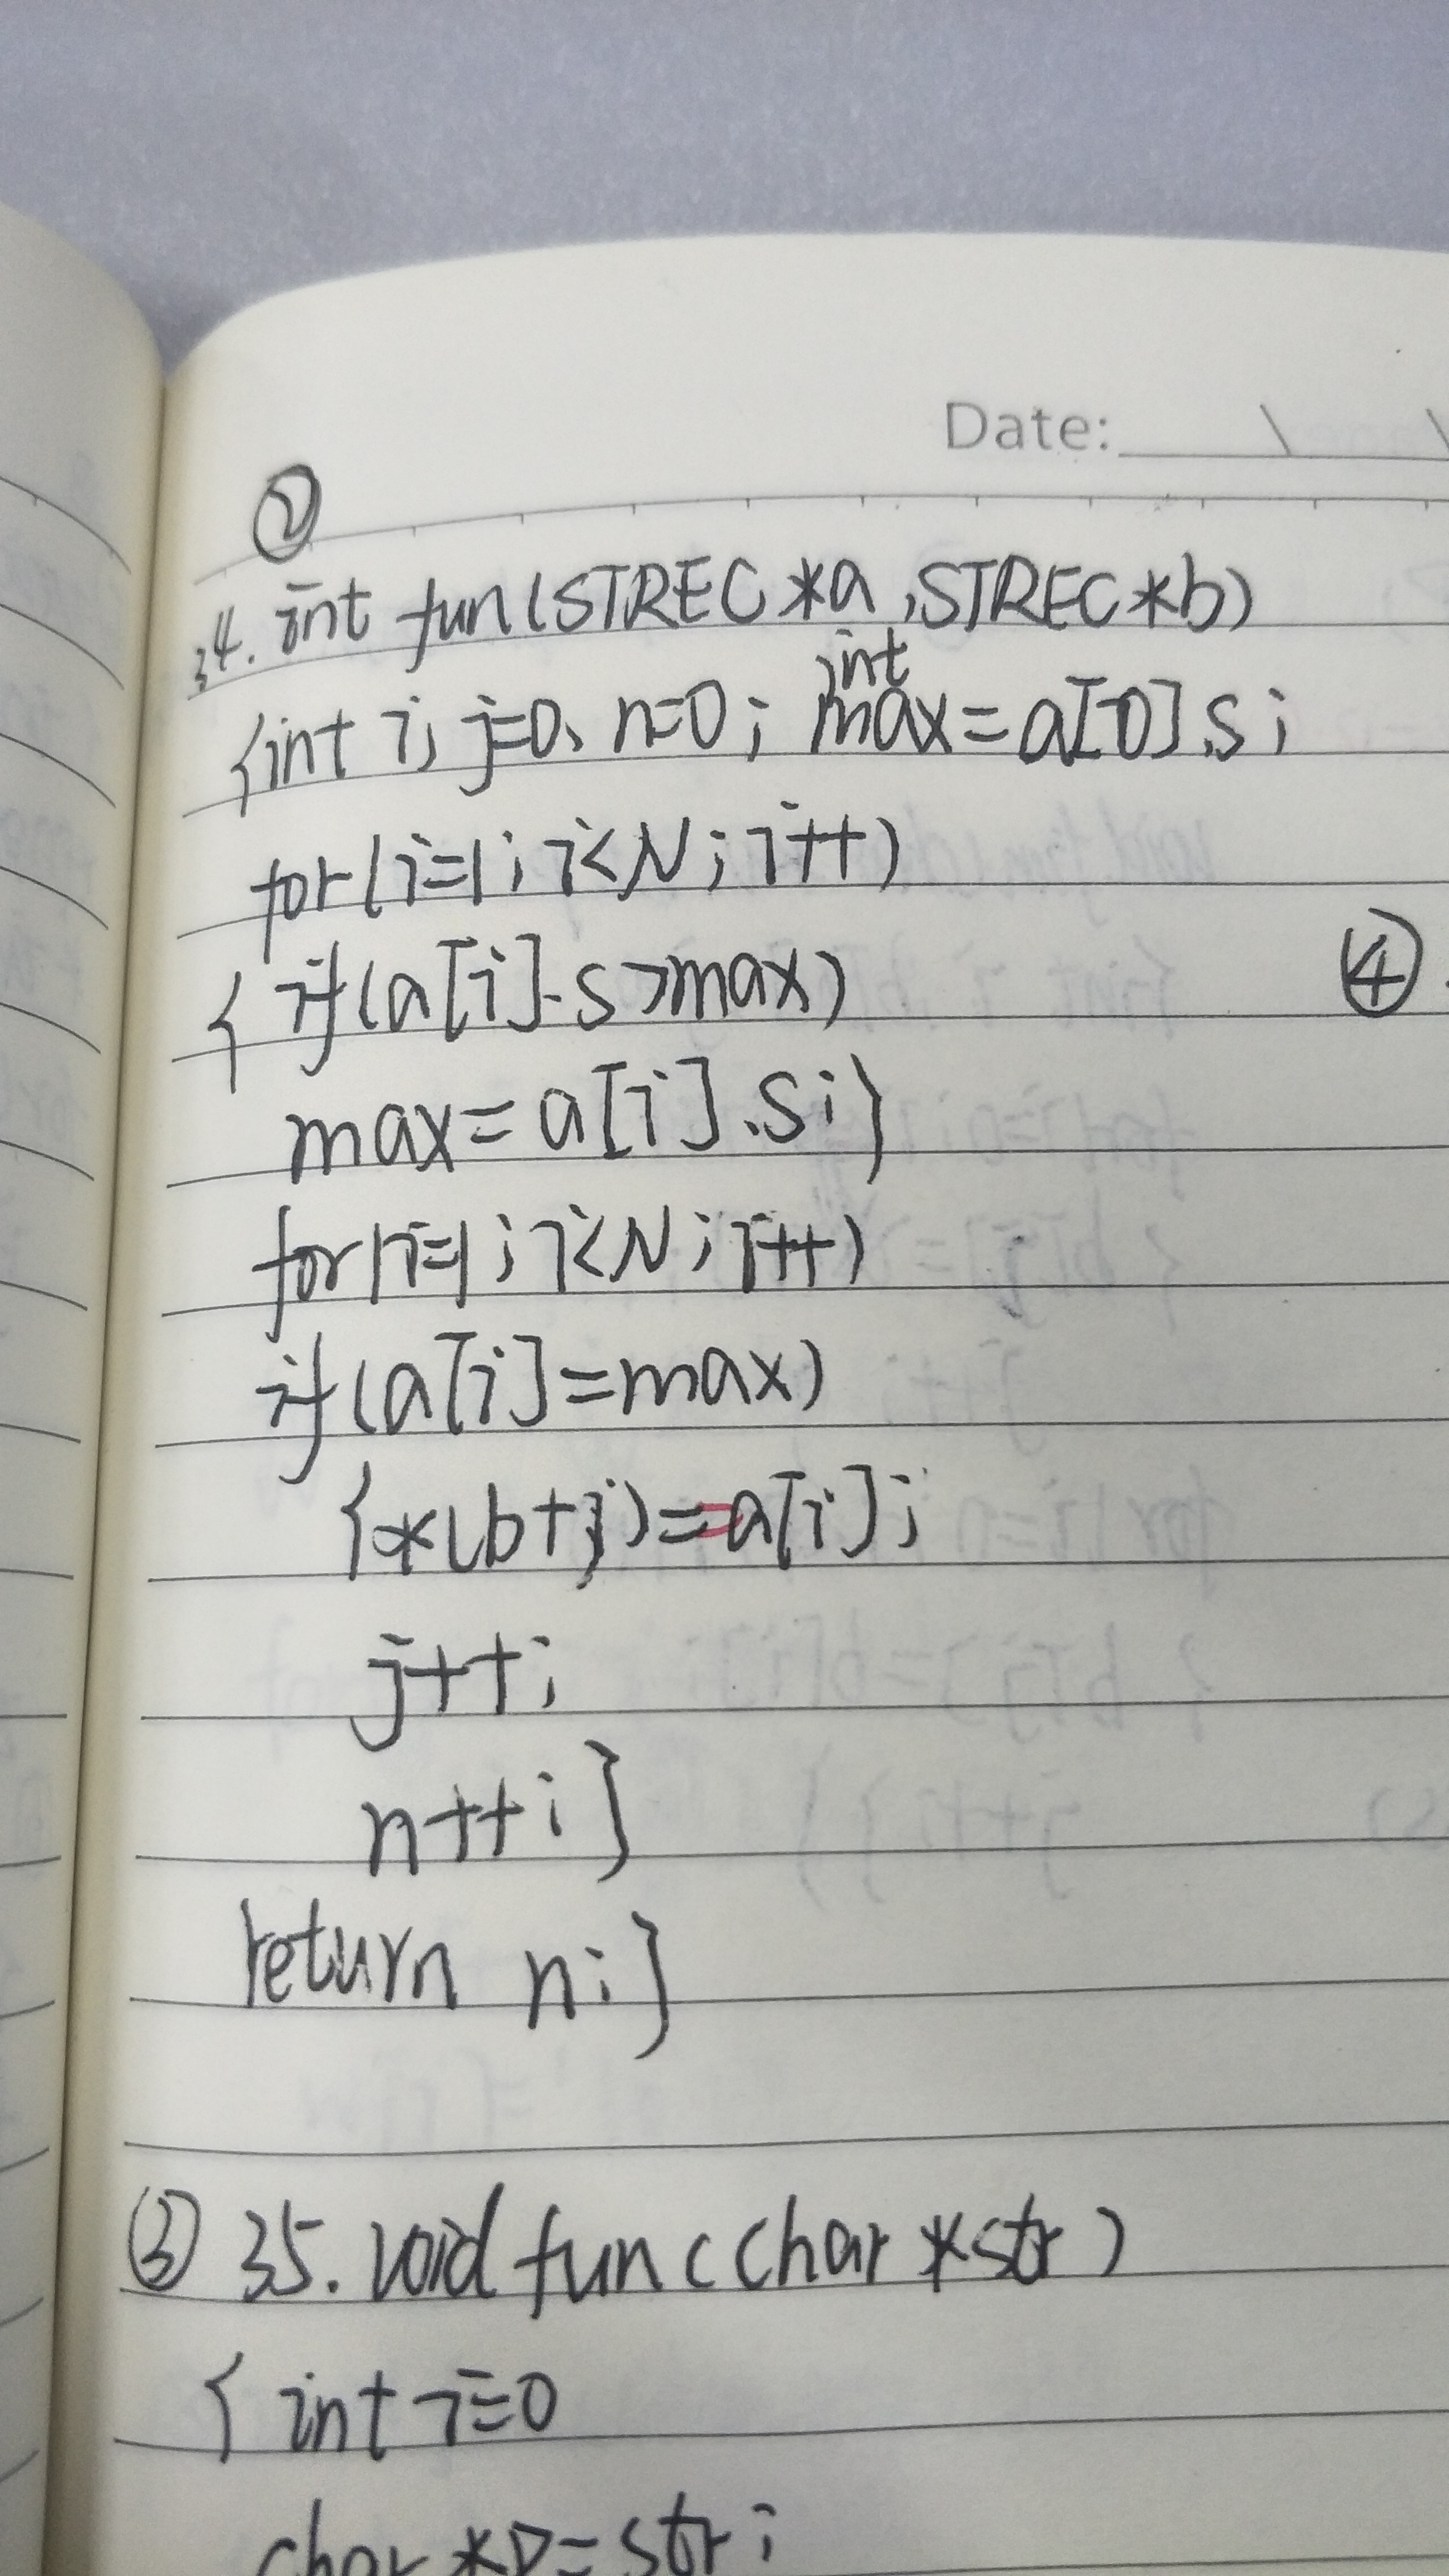 Date:
②
34. int fun(STREC *a, STREC *b)
{int i, j=0, n=0; int max=a[0].s;
for(i=1; i<N; i++)
{ if(a[i].s>max)
④
max=a[i].s;}
for(i=1; i<N; i++)
if(a[i]=max)
{*(b+j)=a[i];
j++;
n++;}
return n;}
③ 35. void fun(char *str)
{ int i=0
char *p=str;